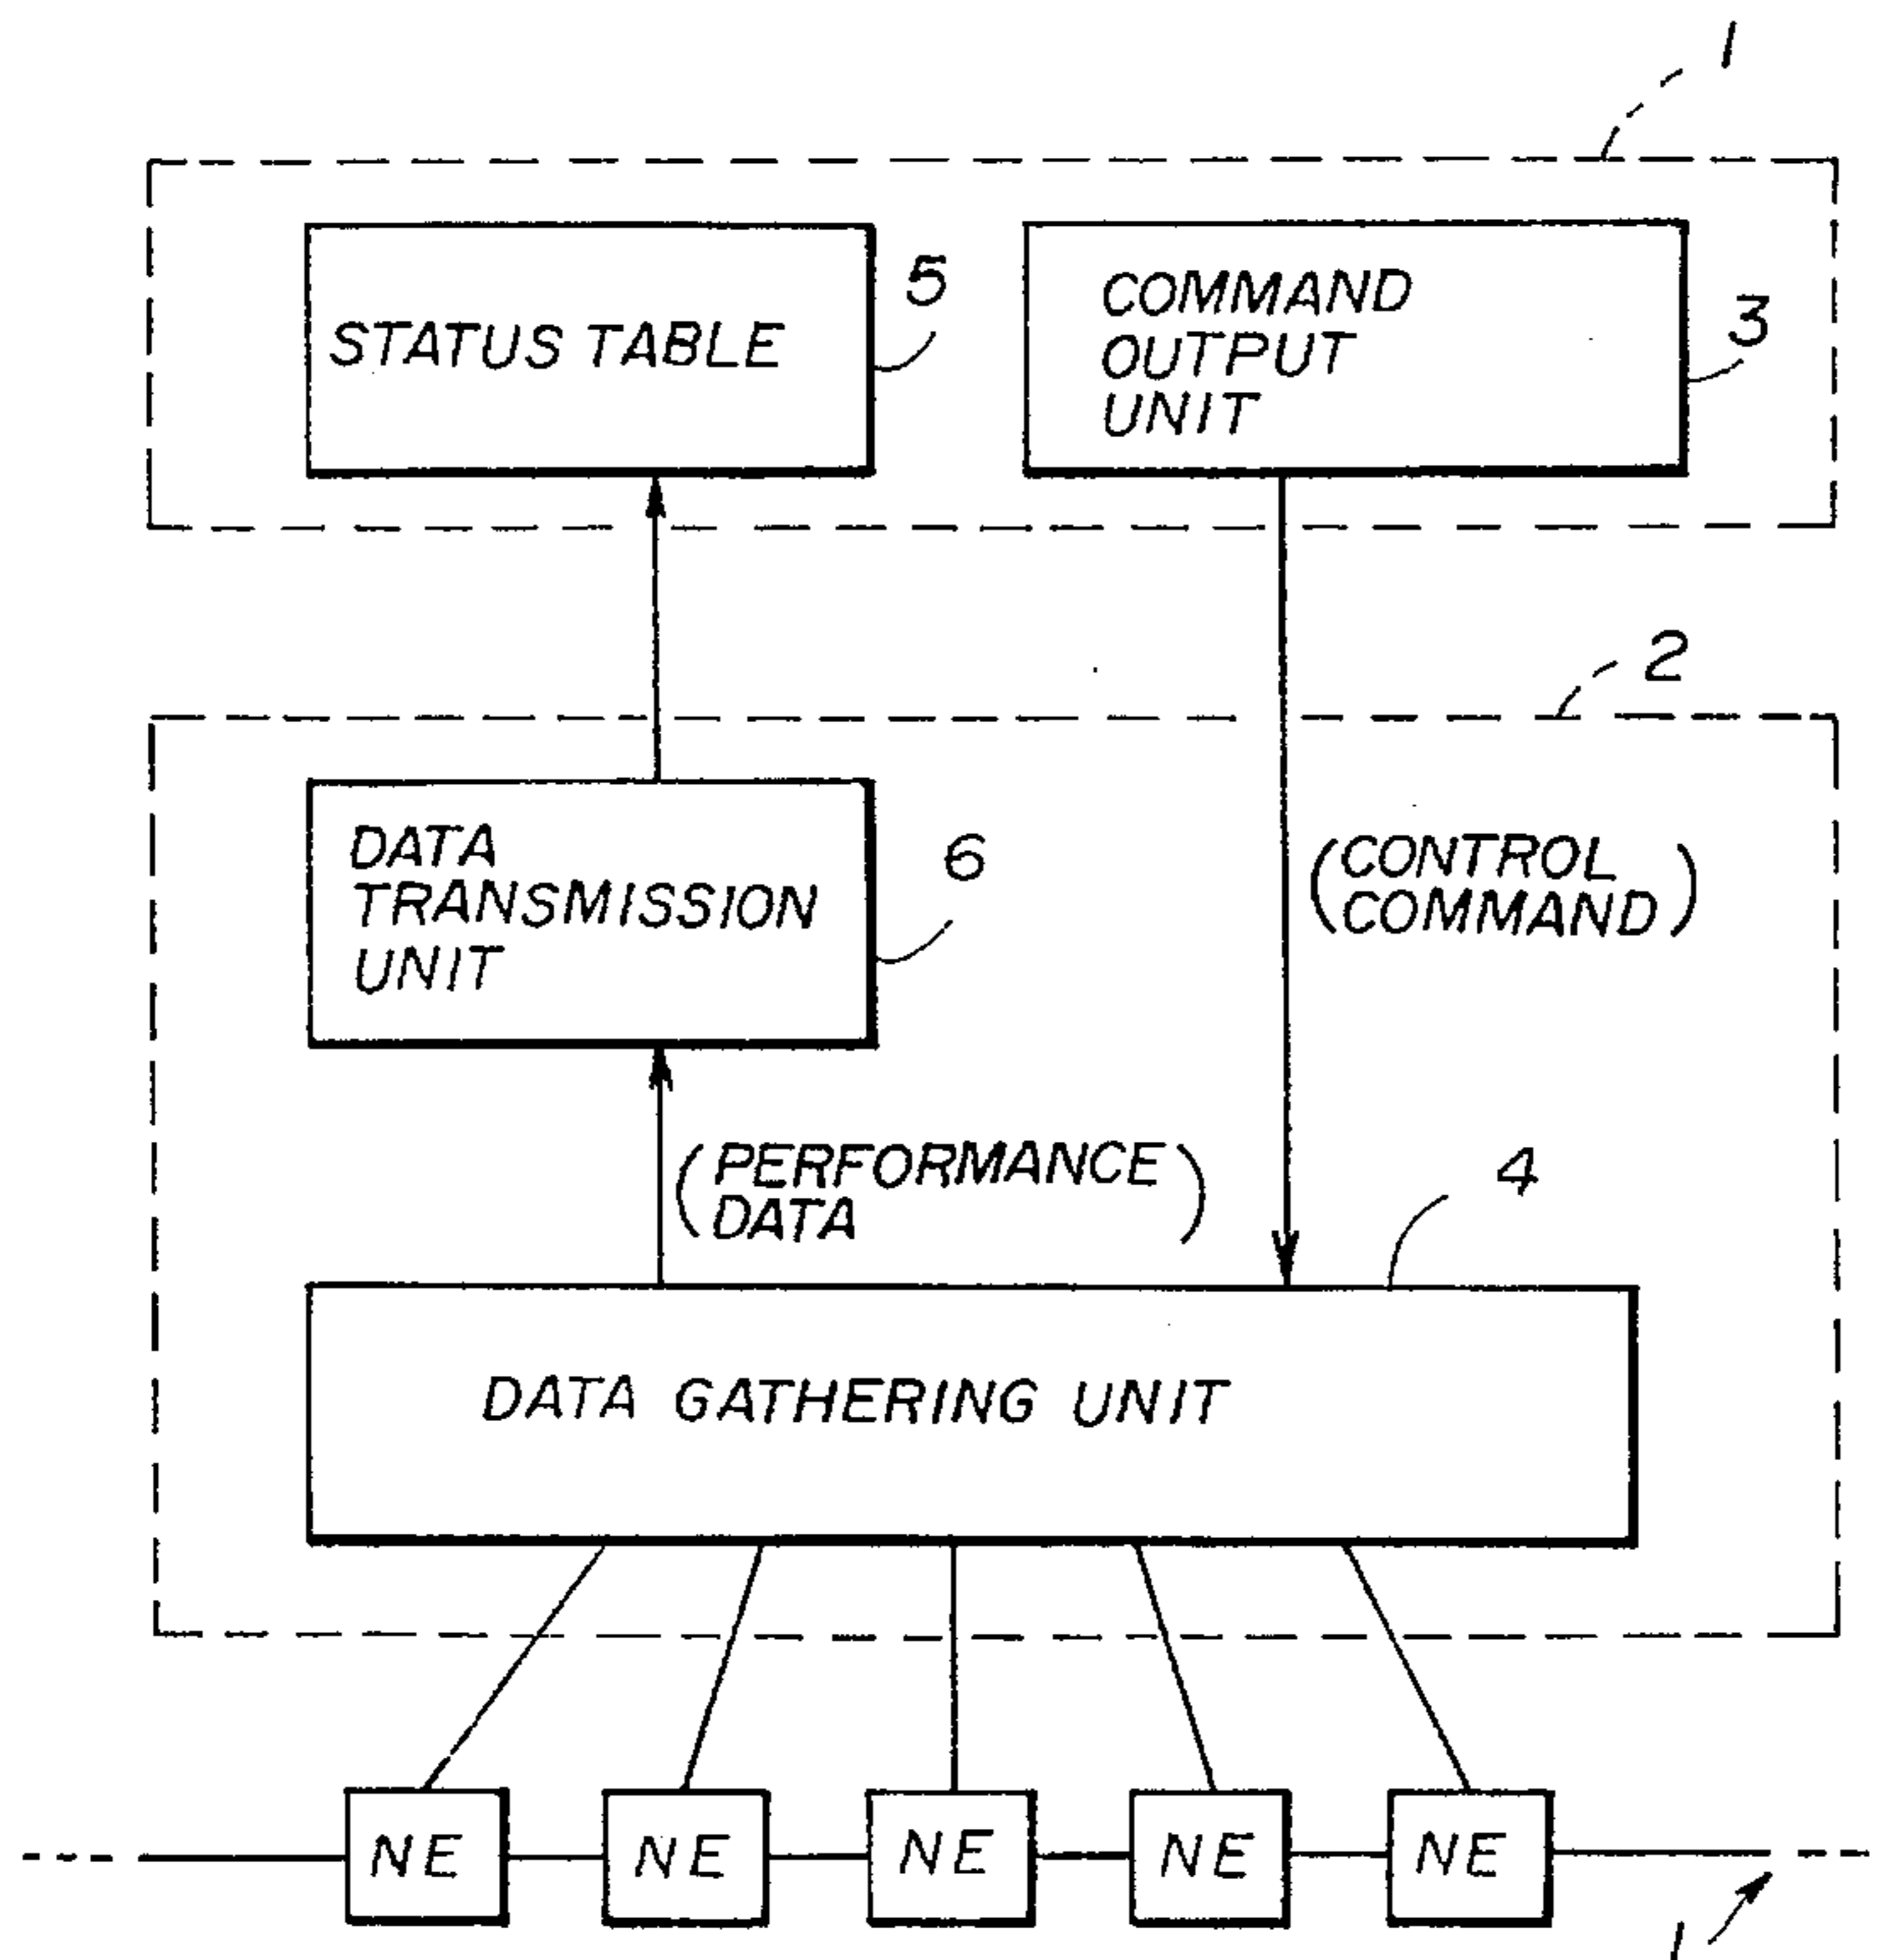 1
STATUS TABLE
5
COMMAND
OUTPUT
UNIT
3
2
DATA
TRANSMISSION
UNIT
6
(CONTROL
COMMAND)
(PERFORMANCE
DATA)
4
DATA GATHERING UNIT
NE NE NE NE NE